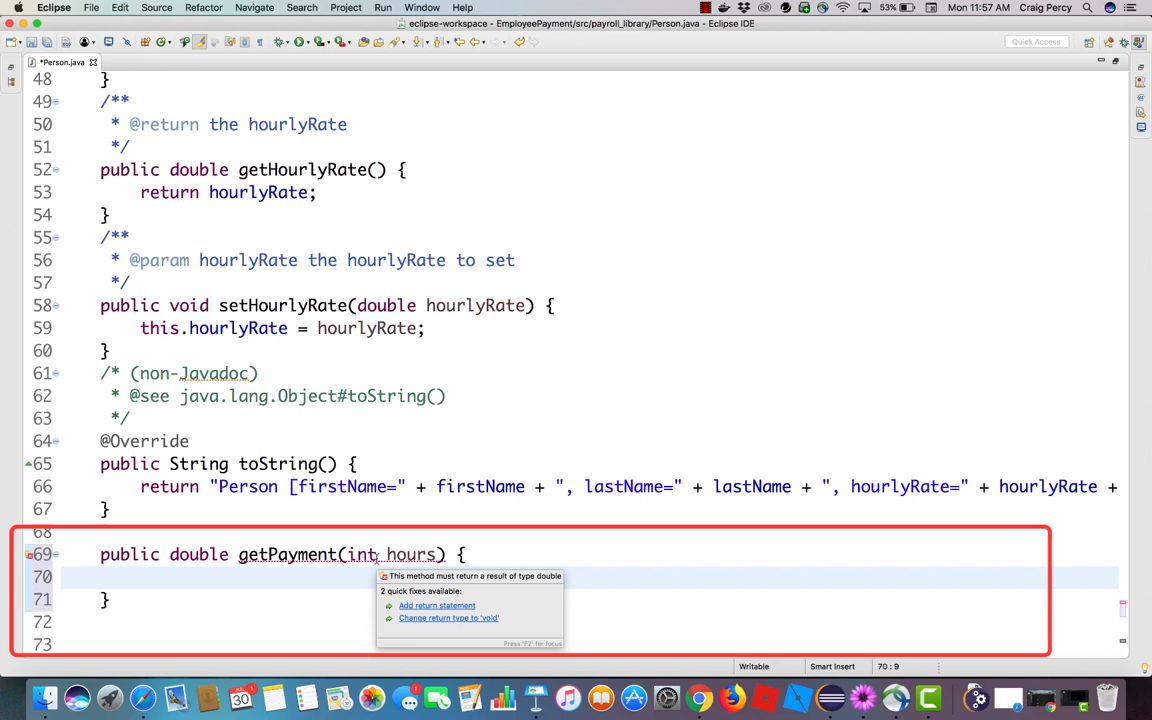 Eclipse File Edit Source Refactor Navigate Search Project Run Window Help 53% Mon 11:57 AM Craig Percy
eclipse-workspace - EmployeePayment/src/payroll_library/Person.java - Eclipse IDE
Quick Access
*Person.java
48 }
49 /**
50 * @return the hourlyRate
51 */
52 public double getHourlyRate() {
53 return hourlyRate;
54 }
55 /**
56 * @param hourlyRate the hourlyRate to set
57 */
58 public void setHourlyRate(double hourlyRate) {
59 this.hourlyRate = hourlyRate;
60 }
61 /* (non-Javadoc)
62 * @see java.lang.Object#toString()
63 */
64 @Override
65 public String toString() {
66 return "Person [firstName=" + firstName + ", lastName=" + lastName + ", hourlyRate=" + hourlyRate +
67 }
68
69 public double getPayment(int hours) {
70
71 }
72
73
This method must return a result of type double
2 quick fixes available:
Add return statement
Change return type to 'void'
Press 'F2' for focus
Writable Smart Insert 70 : 9
30 1